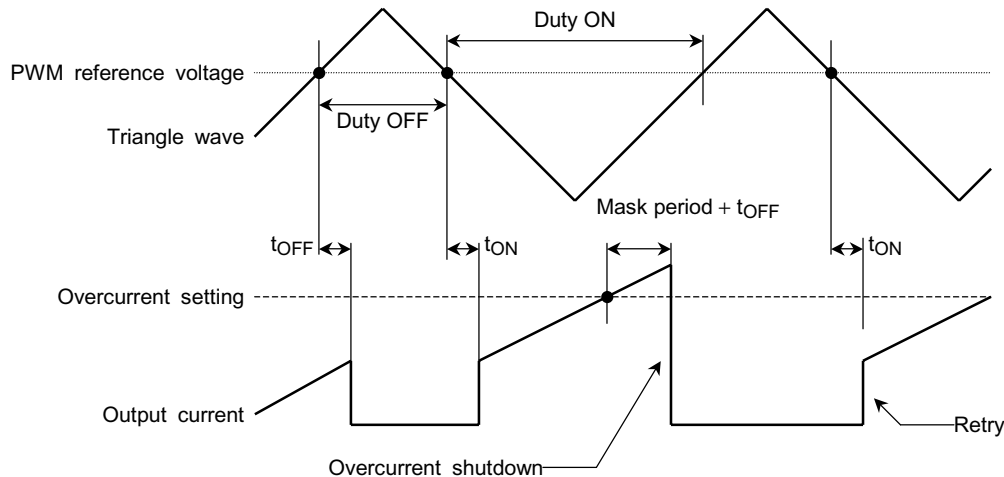 Duty ON
PWM reference voltage
Duty OFF
Triangle wave
Mask period + tOFF
tOFF
tON
tON
Overcurrent setting
Output current
Retry
Overcurrent shutdown